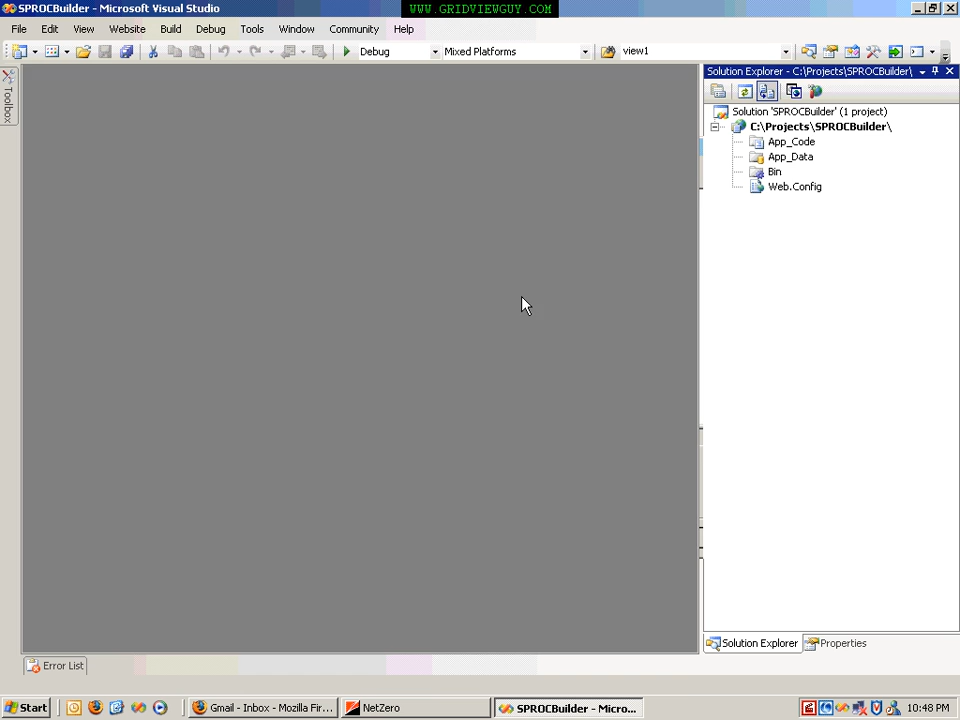 SPROCBuilder - Microsoft Visual Studio
WWW.GRIDVIEWGUY.COM
File Edit View Website Build Debug Tools Window Community Help
Debug Mixed Platforms view1
Toolbox
Solution Explorer - C:\Projects\SPROCBuilder\
Solution 'SPROCBuilder' (1 project)
C:\Projects\SPROCBuilder\
App_Code
App_Data
Bin
Web.Config
Solution Explorer Properties
Error List
Start Gmail - Inbox - Mozilla Fir... NetZero SPROCBuilder - Micro... 10:48 PM